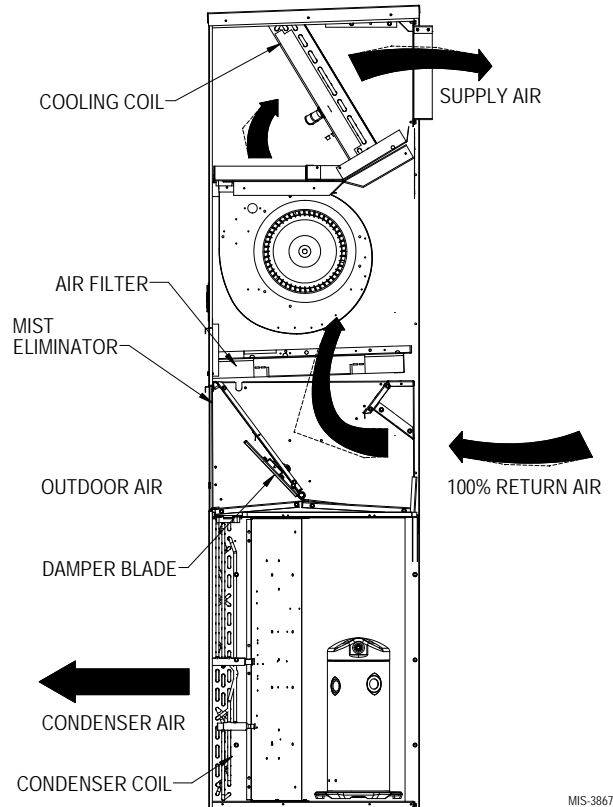 COOLING COIL
SUPPLY AIR
AIR FILTER
MIST
ELIMINATOR
OUTDOOR AIR
100% RETURN AIR
DAMPER BLADE
CONDENSER AIR
CONDENSER COIL
MIS-3867